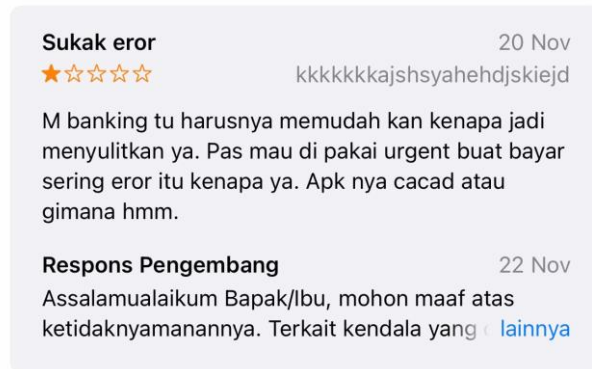 Sukak eror 20 Nov
kkkkkkkajshsyahehdjskiejd
M banking tu harusnya memudah kan kenapa jadi
menyulitkan ya. Pas mau di pakai urgent buat bayar
sering eror itu kenapa ya. Apk nya cacad atau
gimana hmm.
Respons Pengembang 22 Nov
Assalamualaikum Bapak/Ibu, mohon maaf atas
ketidaknyamanannya. Terkait kendala yang lainnya